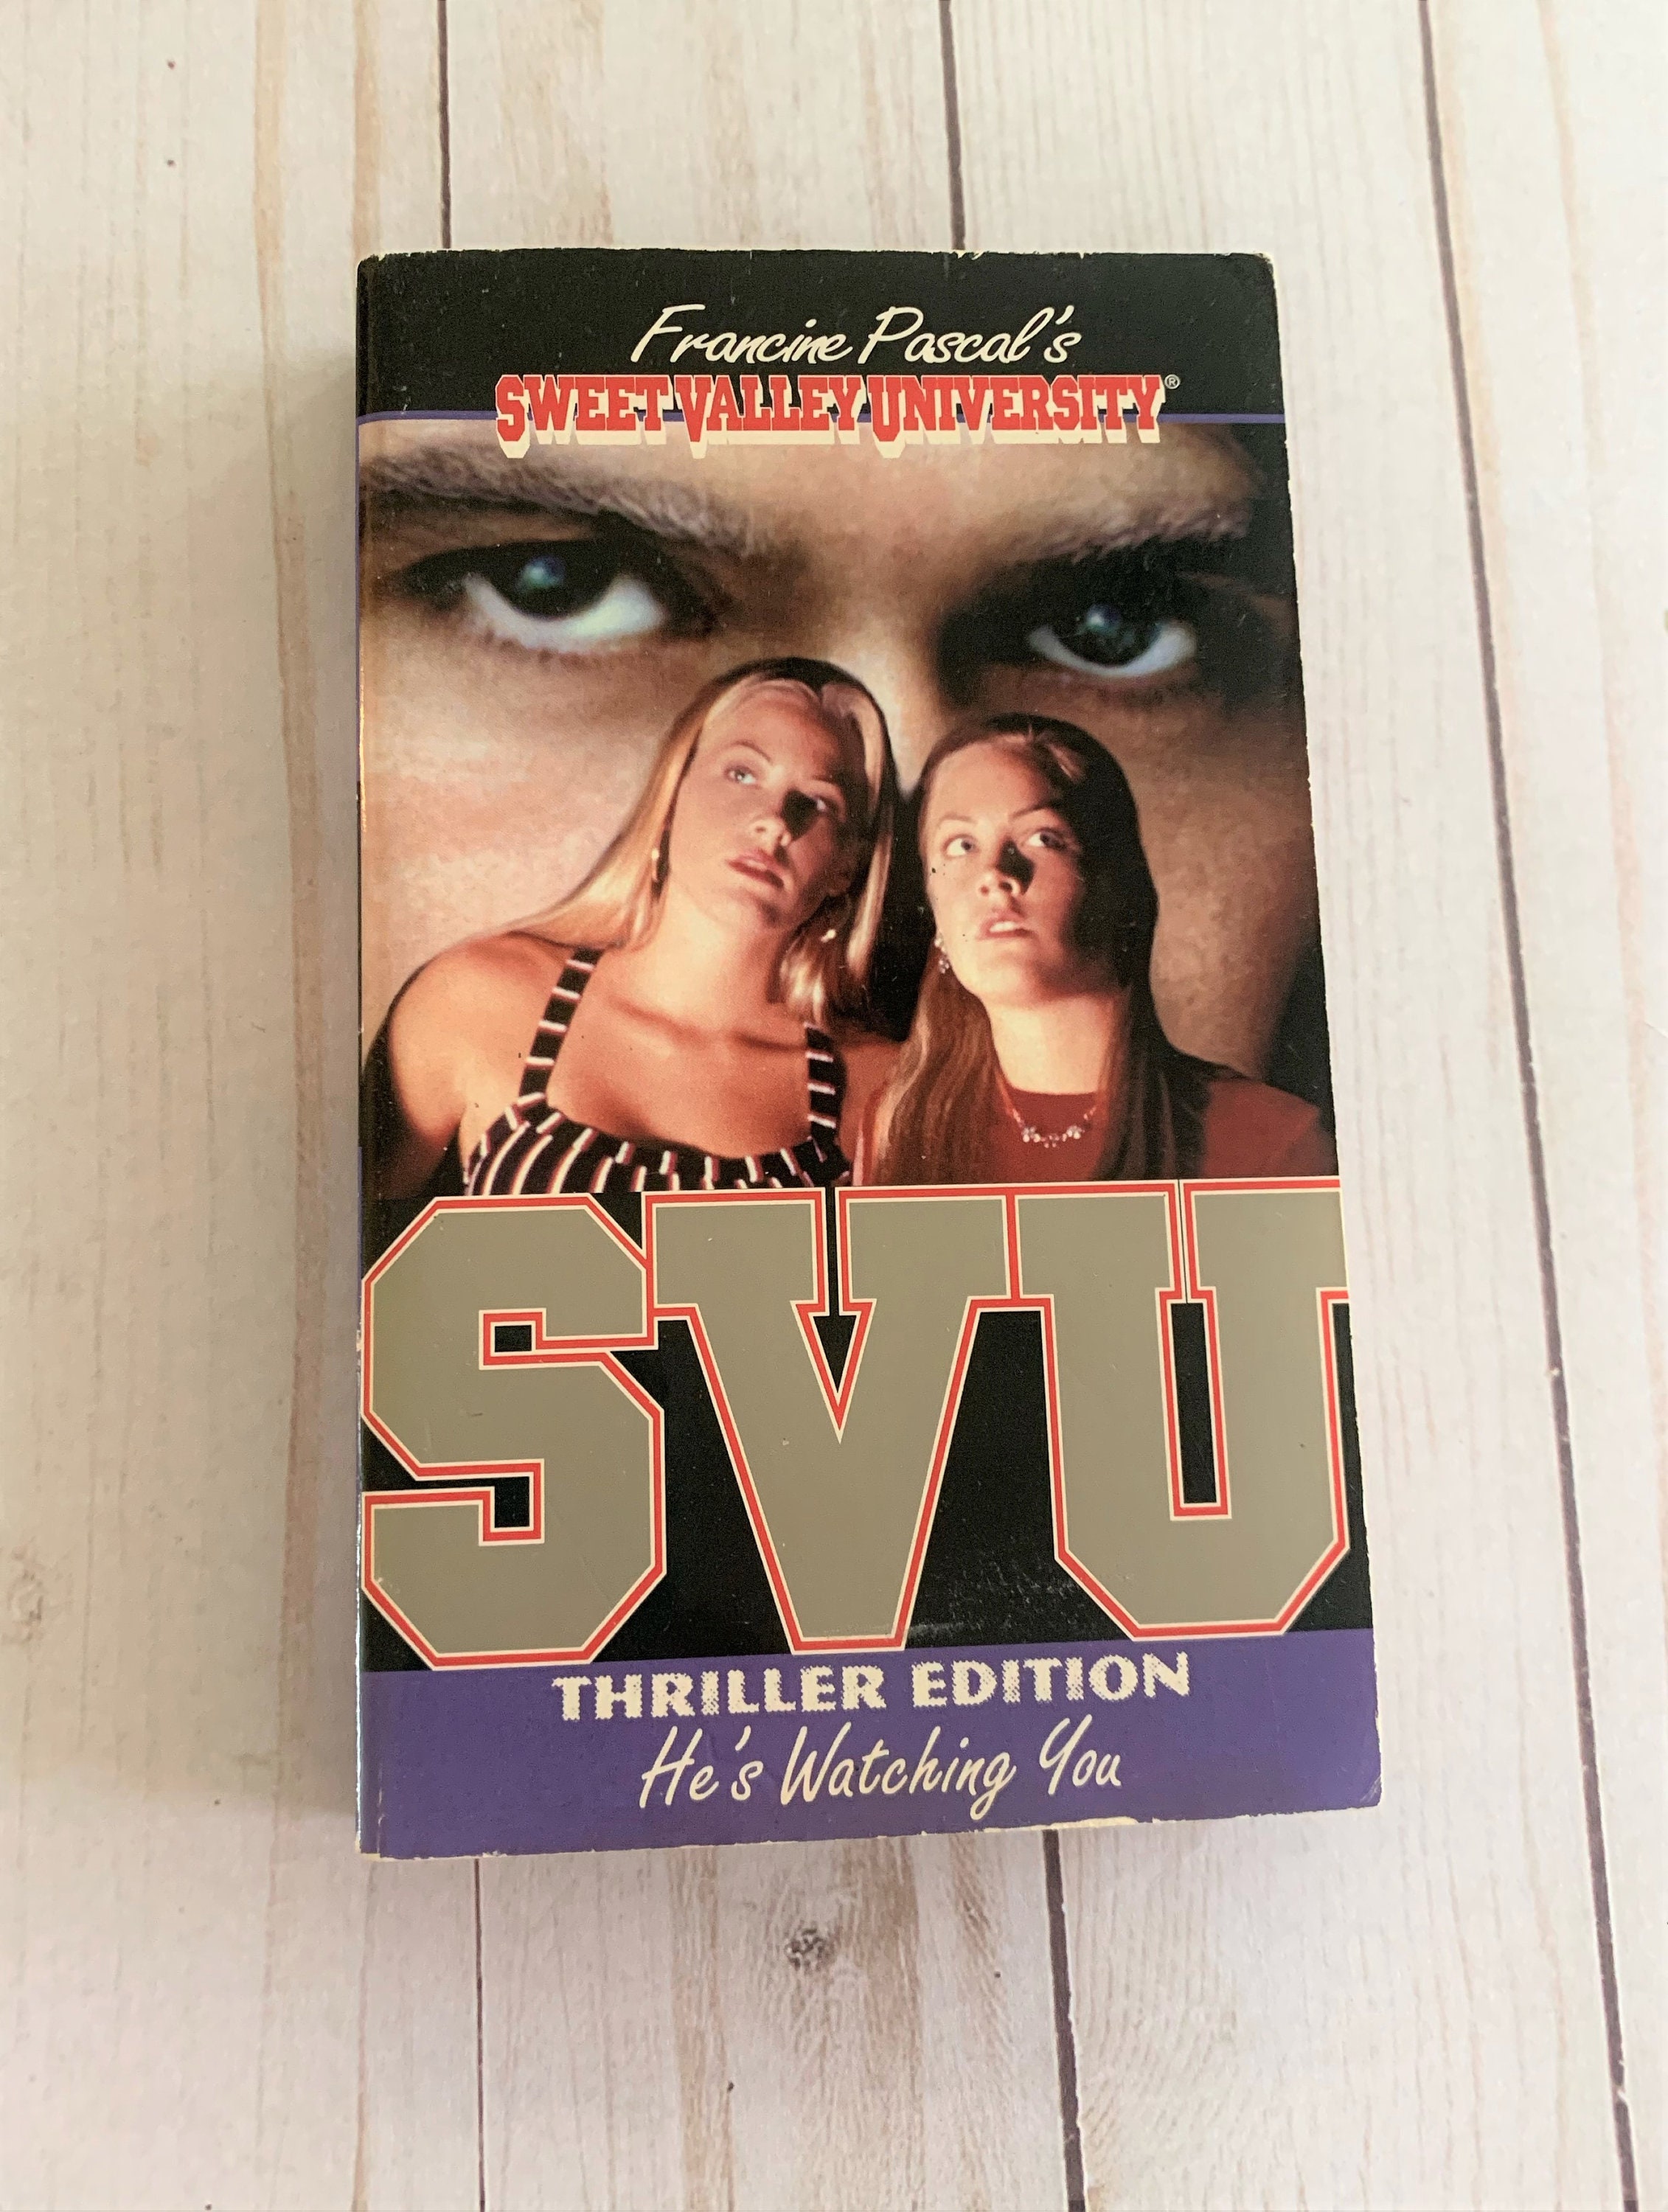 Francine Pascal's
SWEET VALLEY UNIVERSITY®
SVU
THRILLER EDITION
He's Watching You